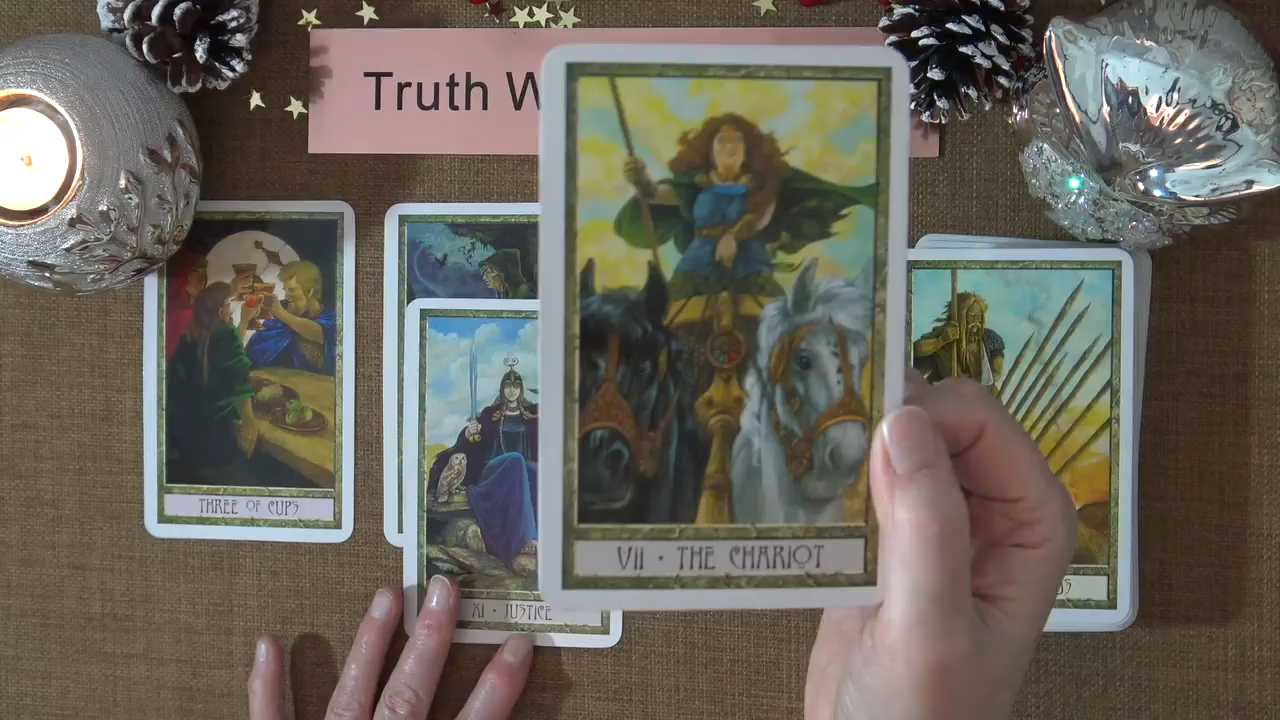 Truth W
THREE OF CUPS
XI • JUSTICE
VII • THE CHARIOT